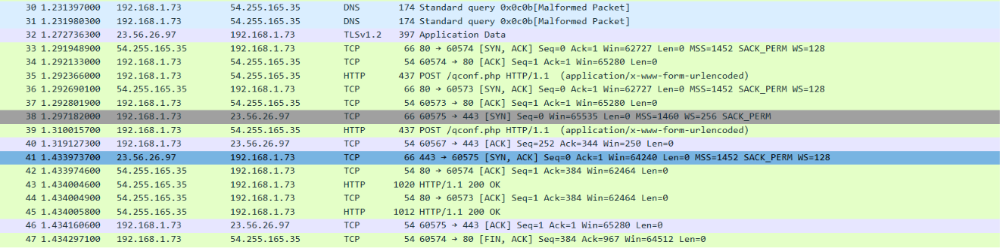 30 1.231397000 192.168.1.73 54.255.165.35 DNS 174 Standard query 0x0c0b[Malformed Packet]
31 1.231980300 192.168.1.73 54.255.165.35 DNS 174 Standard query 0x0c0b[Malformed Packet]
32 1.272736300 23.56.26.97 192.168.1.73 TLSv1.2 397 Application Data
33 1.291948900 54.255.165.35 192.168.1.73 TCP 66 80 → 60574 [SYN, ACK] Seq=0 Ack=1 Win=62727 Len=0 MSS=1452 SACK_PERM WS=128
34 1.292133000 192.168.1.73 54.255.165.35 TCP 54 60574 → 80 [ACK] Seq=1 Ack=1 Win=65280 Len=0
35 1.292366000 192.168.1.73 54.255.165.35 HTTP 437 POST /qconf.php HTTP/1.1 (application/x-www-form-urlencoded)
36 1.292690100 54.255.165.35 192.168.1.73 TCP 66 80 → 60573 [SYN, ACK] Seq=0 Ack=1 Win=62727 Len=0 MSS=1452 SACK_PERM WS=128
37 1.292801900 192.168.1.73 54.255.165.35 TCP 54 60573 → 80 [ACK] Seq=1 Ack=1 Win=65280 Len=0
38 1.297182000 192.168.1.73 23.56.26.97 TCP 66 60575 → 443 [SYN] Seq=0 Win=65535 Len=0 MSS=1460 WS=256 SACK_PERM
39 1.310015700 192.168.1.73 54.255.165.35 HTTP 437 POST /qconf.php HTTP/1.1 (application/x-www-form-urlencoded)
40 1.319127300 192.168.1.73 23.56.26.97 TCP 54 60567 → 443 [ACK] Seq=252 Ack=344 Win=250 Len=0
41 1.433973700 23.56.26.97 192.168.1.73 TCP 66 443 → 60575 [SYN, ACK] Seq=0 Ack=1 Win=64240 Len=0 MSS=1452 SACK_PERM WS=128
42 1.433974600 54.255.165.35 192.168.1.73 TCP 54 80 → 60574 [ACK] Seq=1 Ack=384 Win=62464 Len=0
43 1.434004600 54.255.165.35 192.168.1.73 HTTP 1020 HTTP/1.1 200 OK
44 1.434004900 54.255.165.35 192.168.1.73 TCP 54 80 → 60573 [ACK] Seq=1 Ack=384 Win=62464 Len=0
45 1.434005800 54.255.165.35 192.168.1.73 HTTP 1012 HTTP/1.1 200 OK
46 1.434160600 192.168.1.73 23.56.26.97 TCP 54 60575 → 443 [ACK] Seq=1 Ack=1 Win=65280 Len=0
47 1.434297100 192.168.1.73 54.255.165.35 TCP 54 60574 → 80 [FIN, ACK] Seq=384 Ack=967 Win=64512 Len=0